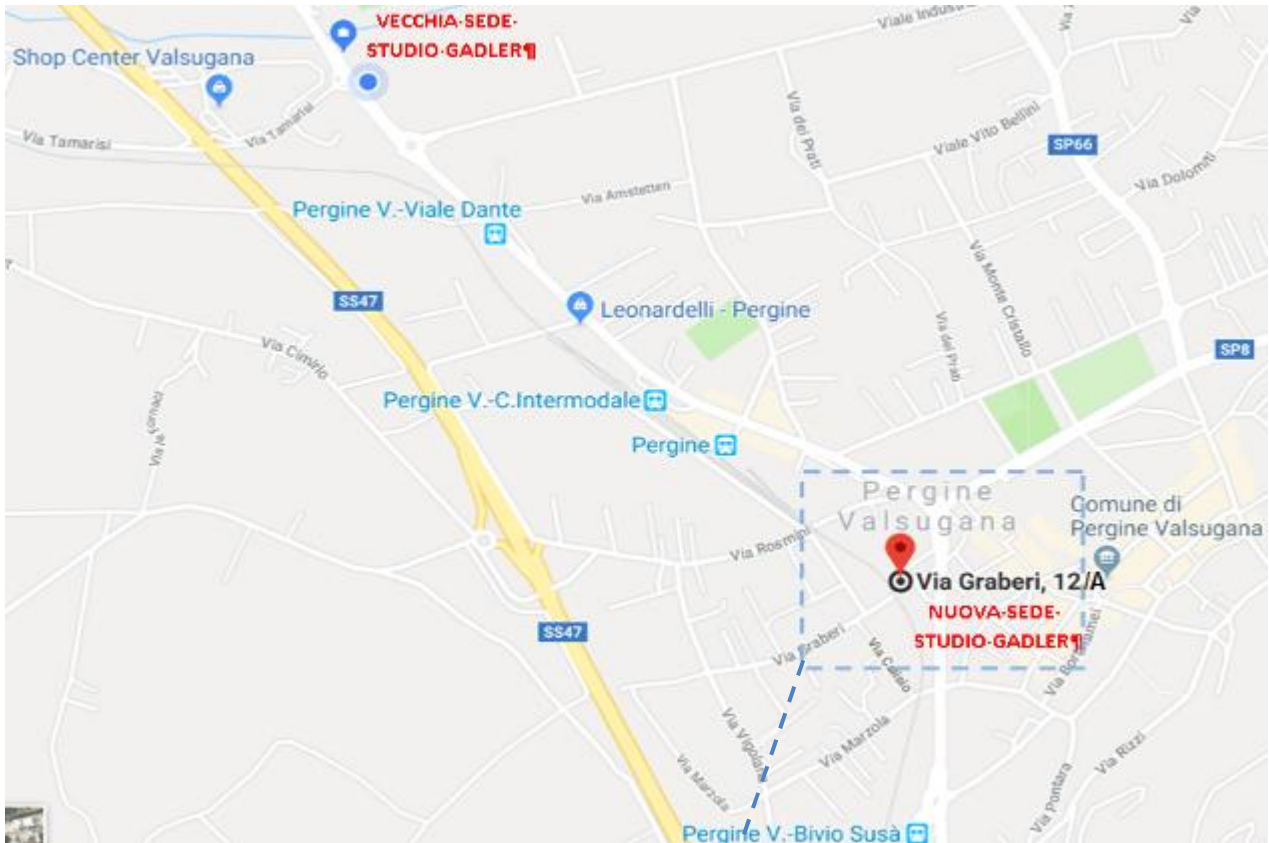 VECCHIA·SEDE·
STUDIO·GADLER¶
Viale Indust
Shop Center Valsugana
Via Tamarisi
Via Tamarisi
Via dei Prati
Viale Vito Bellini
SP66
Via Dolomiti
Via Amstetten
Pergine V.-Viale Dante
SS47
Leonardelli - Pergine
Via Monte Cristallo
Via dei Prati
SP8
Via Cimirlo
Pergine V.-C.Intermodale
Via le Fornaci
Pergine
Pergine
Valsugana
Comune di
Pergine Valsugana
Via Rosmini
Via Graberi, 12/A
NUOVA·SEDE·
STUDIO·GADLER¶
SS47
Via Graberi
Via Caleio
Via Vigolana
Via Marzola
Via Marzola
Via Rizzi
Via Pontara
Pergine V.-Bivio Susà